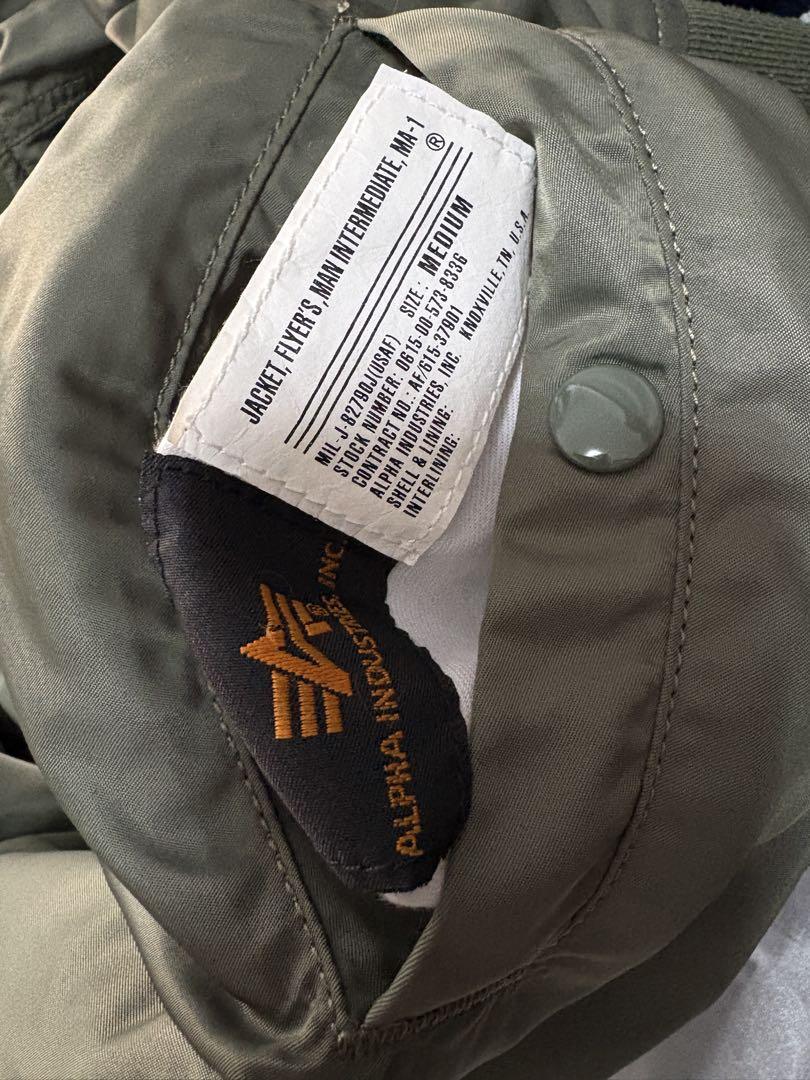 JACKET, FLYER'S, MAN INTERMEDIATE, MA-1
®
MIL-J-82790J(USAF) SIZE: MEDIUM
STOCK NUMBER: 0615-00-573-8336
CONTRACT NO.: AF/615-37901
ALPHA INDUSTRIES, INC. KNOXVILLE, TN, U.S.A.
SHELL & LINING:
INTERLINING:
®
ALPHA INDUSTRIES, INC.